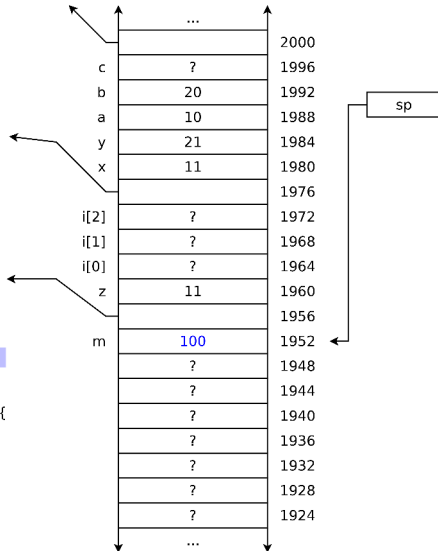 ...
2000
c ? 1996
b 20 1992
sp
a 10 1988
y 21 1984
x 11 1980
1976
i[2] ? 1972
i[1] ? 1968
i[0] ? 1964
z 11 1960
1956
m 100 1952
? 1948
? 1944
{
? 1940
? 1936
? 1932
? 1928
? 1924
...